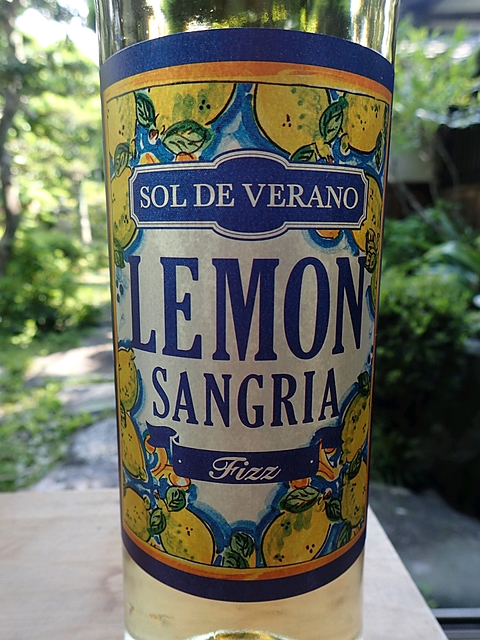 SOL DE VERANO
LEMON
SANGRIA
Fizz